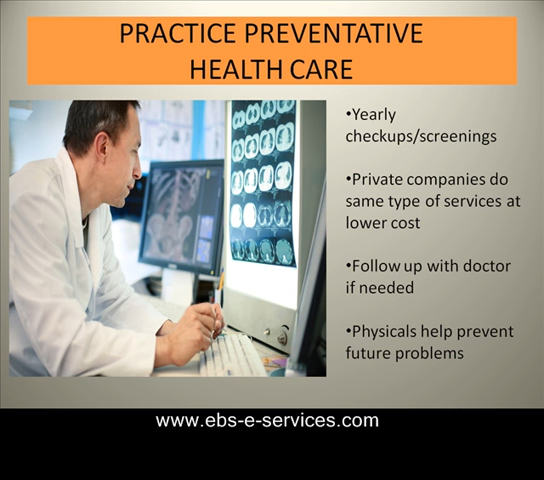 PRACTICE PREVENTATIVE
HEALTH CARE
•Yearly
checkups/screenings
•Private companies do
same type of services at
lower cost
•Follow up with doctor
if needed
•Physicals help prevent
future problems
www.ebs-e-services.com